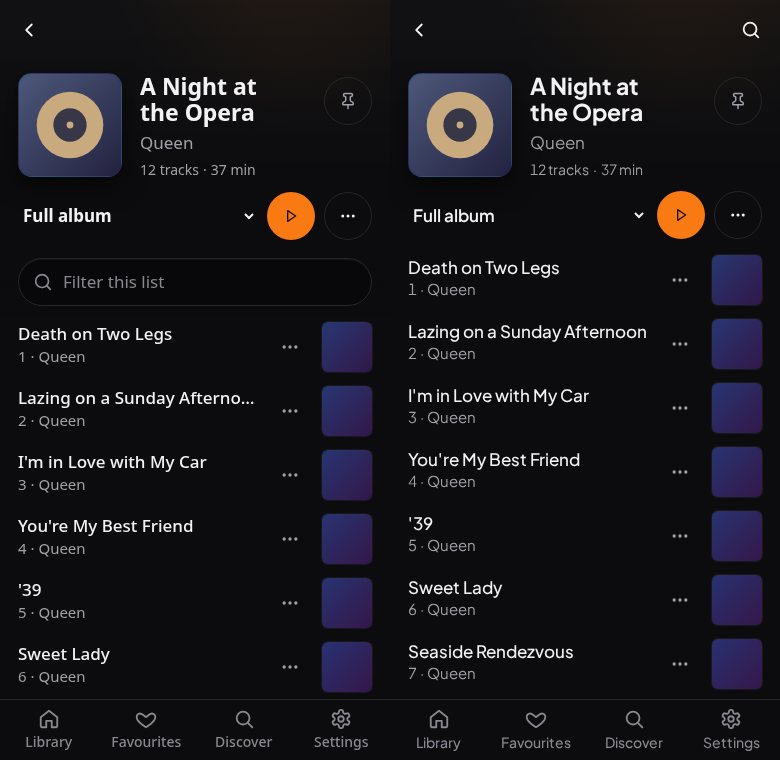 A Night at
the Opera
Queen
12 tracks · 37 min
Full album
Filter this list
Death on Two Legs
1 · Queen
Lazing on a Sunday Afterno...
2 · Queen
I'm in Love with My Car
3 · Queen
You're My Best Friend
4 · Queen
'39
5 · Queen
Sweet Lady
6 · Queen
Library Favourites Discover Settings
A Night at
the Opera
Queen
12 tracks · 37 min
Full album
Death on Two Legs
1 · Queen
Lazing on a Sunday Afternoon
2 · Queen
I'm in Love with My Car
3 · Queen
You're My Best Friend
4 · Queen
'39
5 · Queen
Sweet Lady
6 · Queen
Seaside Rendezvous
7 · Queen
Library Favourites Discover Settings